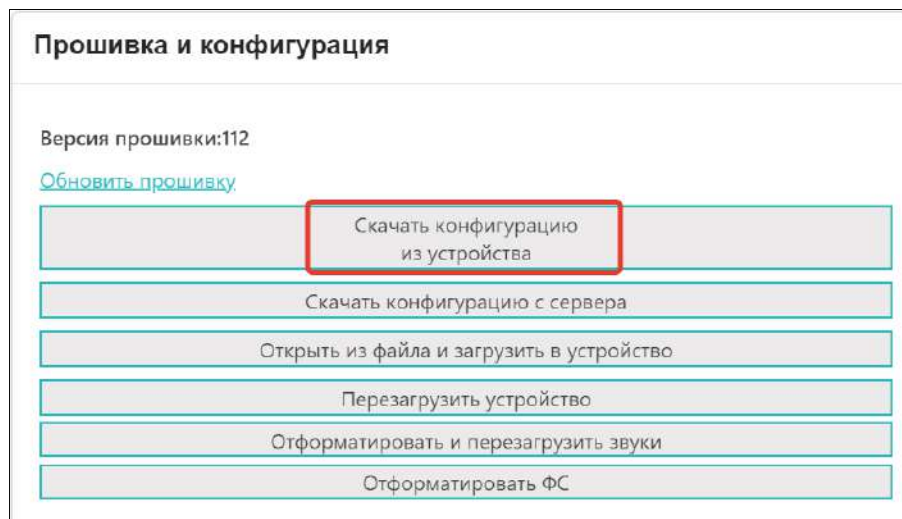 Прошивка и конфигурация
Версия прошивки:112
Обновить прошивку
Скачать конфигурацию
из устройства
Скачать конфигурацию с сервера
Открыть из файла и загрузить в устройство
Перезагрузить устройство
Отформатировать и перезагрузить звуки
Отформатировать ФС